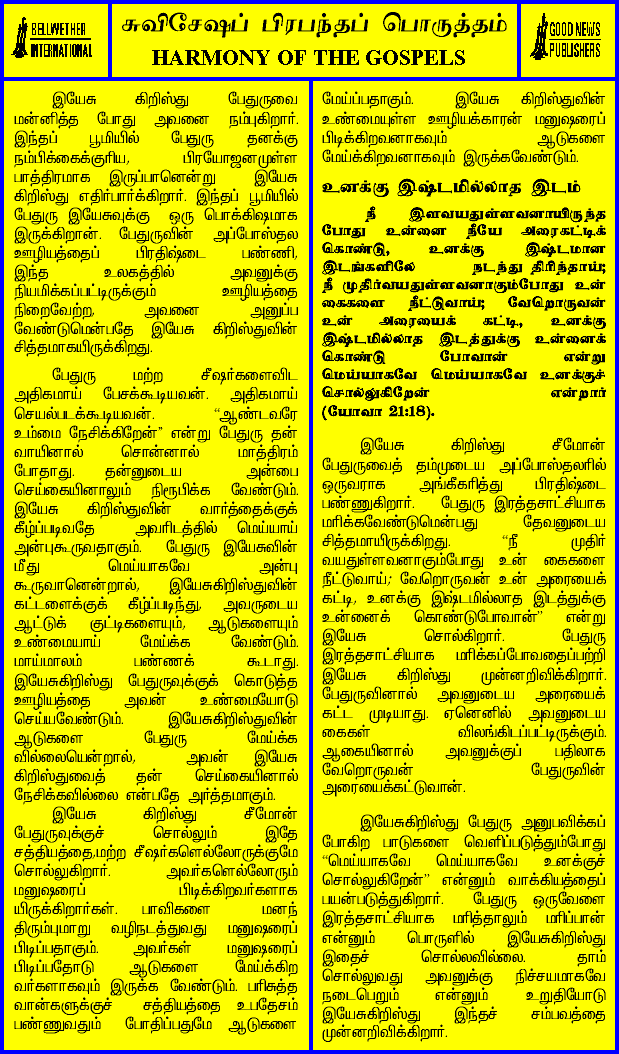 BELLWETHER
INTERNATIONAL
சுவிசேஷப் பிரபந்தப் பொருத்தம்
HARMONY OF THE GOSPELS
GOOD NEWS
PUBLISHERS
இயேசு கிறிஸ்து பேதுருவை
மன்னித்த போது அவனை நம்புகிறார்.
இந்தப் பூமியில் பேதுரு தனக்கு
நம்பிக்கைக்குரிய, பிரயோஜனமுள்ள
பாத்திரமாக இருப்பானென்று இயேசு
கிறிஸ்து எதிர்பார்க்கிறார். இந்தப் பூமியில்
பேதுரு இயேசுவுக்கு ஒரு பொக்கிஷமாக
இருக்கிறான். பேதுருவின் அப்போஸ்தல
ஊழியத்தைப் பிரதிஷ்டை பண்ணி,
இந்த உலகத்தில் அவனுக்கு
நியமிக்கப்பட்டிருக்கும் ஊழியத்தை
நிறைவேற்ற, அவனை அனுப்ப
வேண்டுமென்பதே இயேசு கிறிஸ்துவின்
சித்தமாகயிருக்கிறது.
பேதுரு மற்ற சீஷர்களைவிட
அதிகமாய் பேசக்கூடியவன். அதிகமாய்
செயல்படக்கூடியவன். “ஆண்டவரே
உம்மை நேசிக்கிறேன்” என்று பேதுரு தன்
வாயினால் சொன்னால் மாத்திரம்
போதாது. தன்னுடைய அன்பை
செய்கையினாலும் நிரூபிக்க வேண்டும்.
இயேசு கிறிஸ்துவின் வார்த்தைக்குக்
கீழ்ப்படிவதே அவரிடத்தில் மெய்யாய்
அன்புகூருவதாகும். பேதுரு இயேசுவின்
மீது மெய்யாகவே அன்பு
கூருவானென்றால், இயேசுகிறிஸ்துவின்
கட்டளைக்குக் கீழ்ப்படிந்து, அவருடைய
ஆட்டுக் குட்டிகளையும், ஆடுகளையும்
உண்மையாய் மேய்க்க வேண்டும்.
மாய்மாலம் பண்ணக் கூடாது.
இயேசுகிறிஸ்து பேதுருவுக்குக் கொடுத்த
ஊழியத்தை அவன் உண்மையோடு
செய்யவேண்டும். இயேசுகிறிஸ்துவின்
ஆடுகளை பேதுரு மேய்க்க
வில்லையென்றால், அவன் இயேசு
கிறிஸ்துவைத் தன் செய்கையினால்
நேசிக்கவில்லை என்பதே அர்த்தமாகும்.
இயேசு கிறிஸ்து சீமோன்
பேதுருவுக்குச் சொல்லும் இதே
சத்தியத்தை,மற்ற சீஷர்களெல்லோருக்குமே
சொல்லுகிறார். அவர்களெல்லோரும்
மனுஷரைப் பிடிக்கிறவர்களாக
யிருக்கிறார்கள். பாவிகளை மனந்
திரும்புமாறு வழிநடத்துவது மனுஷரைப்
பிடிப்பதாகும். அவர்கள் மனுஷரைப்
பிடிப்பதோடு ஆடுகளை மேய்க்கிற
வர்களாகவும் இருக்க வேண்டும். பரிசுத்த
வான்களுக்குச் சத்தியத்தை உபதேசம்
பண்ணுவதும் போதிப்பதுமே ஆடுகளை
மேய்ப்பதாகும். இயேசு கிறிஸ்துவின்
உண்மையுள்ள ஊழியக்காரன் மனுஷரைப்
பிடிக்கிறவனாகவும் ஆடுகளை
மேய்க்கிறவனாகவும் இருக்கவேண்டும்.
உனக்கு இஷ்டமில்லாத இடம்
நீ இளவயதுள்ளவனாயிருந்த
போது உன்னை நீயே அரைகட்டிக்
கொண்டு, உனக்கு இஷ்டமான
இடங்களிலே நடந்து திரிந்தாய்;
நீ முதிர்வயதுள்ளவனாகும்போது உன்
கைகளை நீட்டுவாய்; வேறொருவன்
உன் அரையைக் கட்டி, உனக்கு
இஷ்டமில்லாத இடத்துக்கு உன்னைக்
கொண்டு போவான் என்று
மெய்யாகவே மெய்யாகவே உனக்குச்
சொல்லுகிறேன் என்றார்
(யோவா 21:18).
இயேசு கிறிஸ்து சீமோன்
பேதுருவைத் தம்முடைய அப்போஸ்தலரில்
ஒருவராக அங்கீகரித்து பிரதிஷ்டை
பண்ணுகிறார். பேதுரு இரத்தசாட்சியாக
மரிக்கவேண்டுமென்பது தேவனுடைய
சித்தமாயிருக்கிறது. “நீ முதிர்
வயதுள்ளவனாகும்போது உன் கைகளை
நீட்டுவாய்; வேறொருவன் உன் அரையைக்
கட்டி, உனக்கு இஷ்டமில்லாத இடத்துக்கு
உன்னைக் கொண்டுபோவான்” என்று
இயேசு சொல்கிறார். பேதுரு
இரத்தசாட்சியாக மரிக்கப்போவதைப்பற்றி
இயேசு கிறிஸ்து முன்னறிவிக்கிறார்.
பேதுருவினால் அவனுடைய அரையைக்
கட்ட முடியாது. ஏனெனில் அவனுடைய
கைகள் விலங்கிடப்பட்டிருக்கும்.
ஆகையினால் அவனுக்குப் பதிலாக
வேறொருவன் பேதுருவின்
அரையைக்கட்டுவான்.
இயேசுகிறிஸ்து பேதுரு அனுபவிக்கப்
போகிற பாடுகளை வெளிப்படுத்தும்போது
“மெய்யாகவே மெய்யாகவே உனக்குச்
சொல்லுகிறேன்” என்னும் வாக்கியத்தைப்
பயன்படுத்துகிறார். பேதுரு ஒருவேளை
இரத்தசாட்சியாக மரித்தாலும் மரிப்பான்
என்னும் பொருளில் இயேசுகிறிஸ்து
இதைச் சொல்லவில்லை. தாம்
சொல்லுவது அவனுக்கு நிச்சயமாகவே
நடைபெறும் என்னும் உறுதியோடு
இயேசுகிறிஸ்து இந்தச் சம்பவத்தை
முன்னறிவிக்கிறார்.